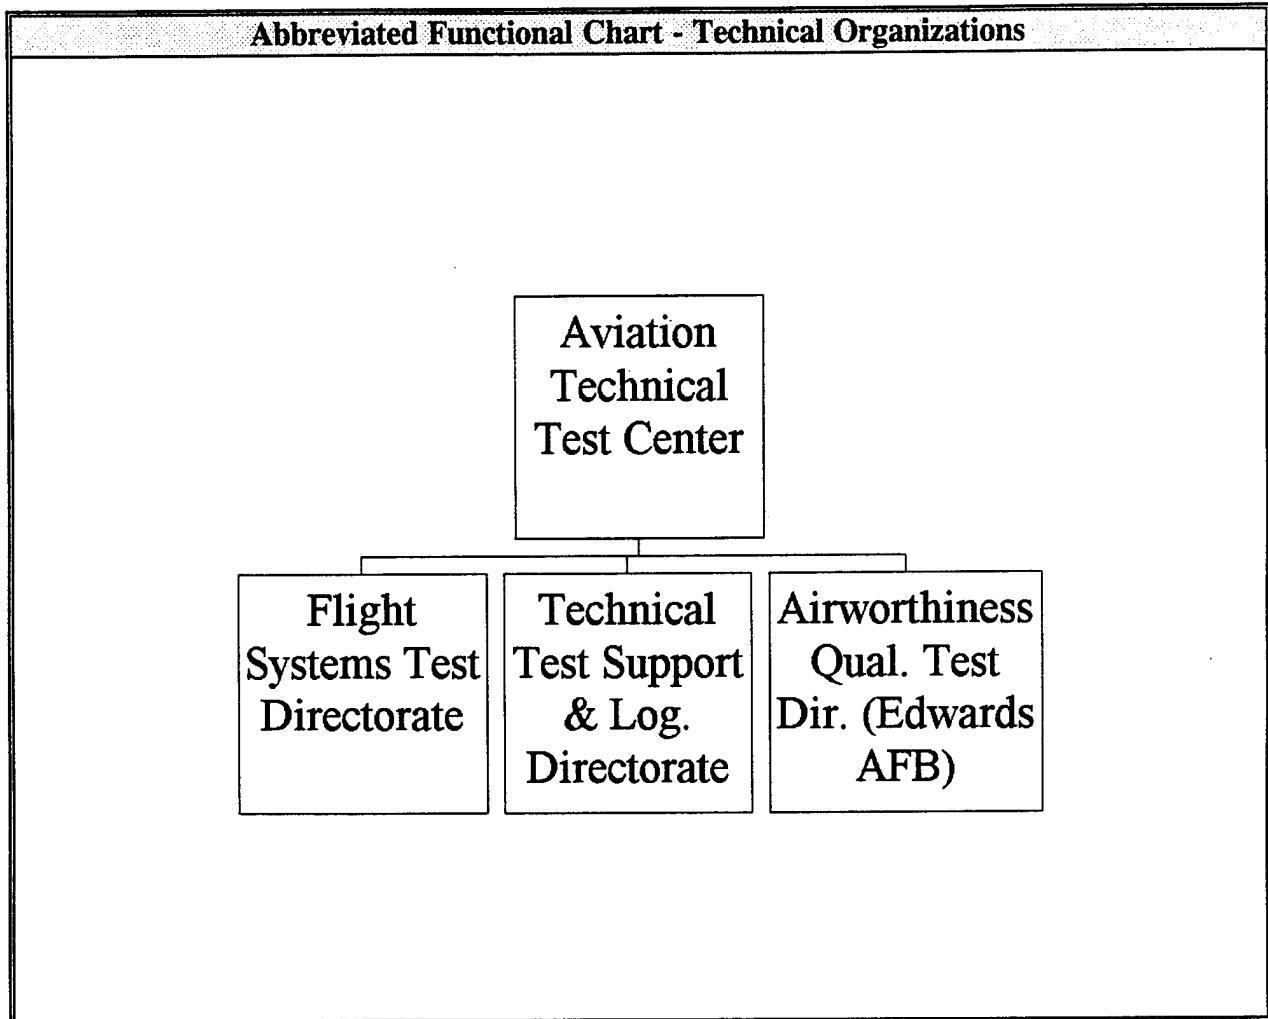 Abbreviated Functional Chart - Technical Organizations
Aviation
Technical
Test Center
Flight
Systems Test
Directorate
Technical
Test Support
& Log.
Directorate
Airworthiness
Qual. Test
Dir. (Edwards
AFB)